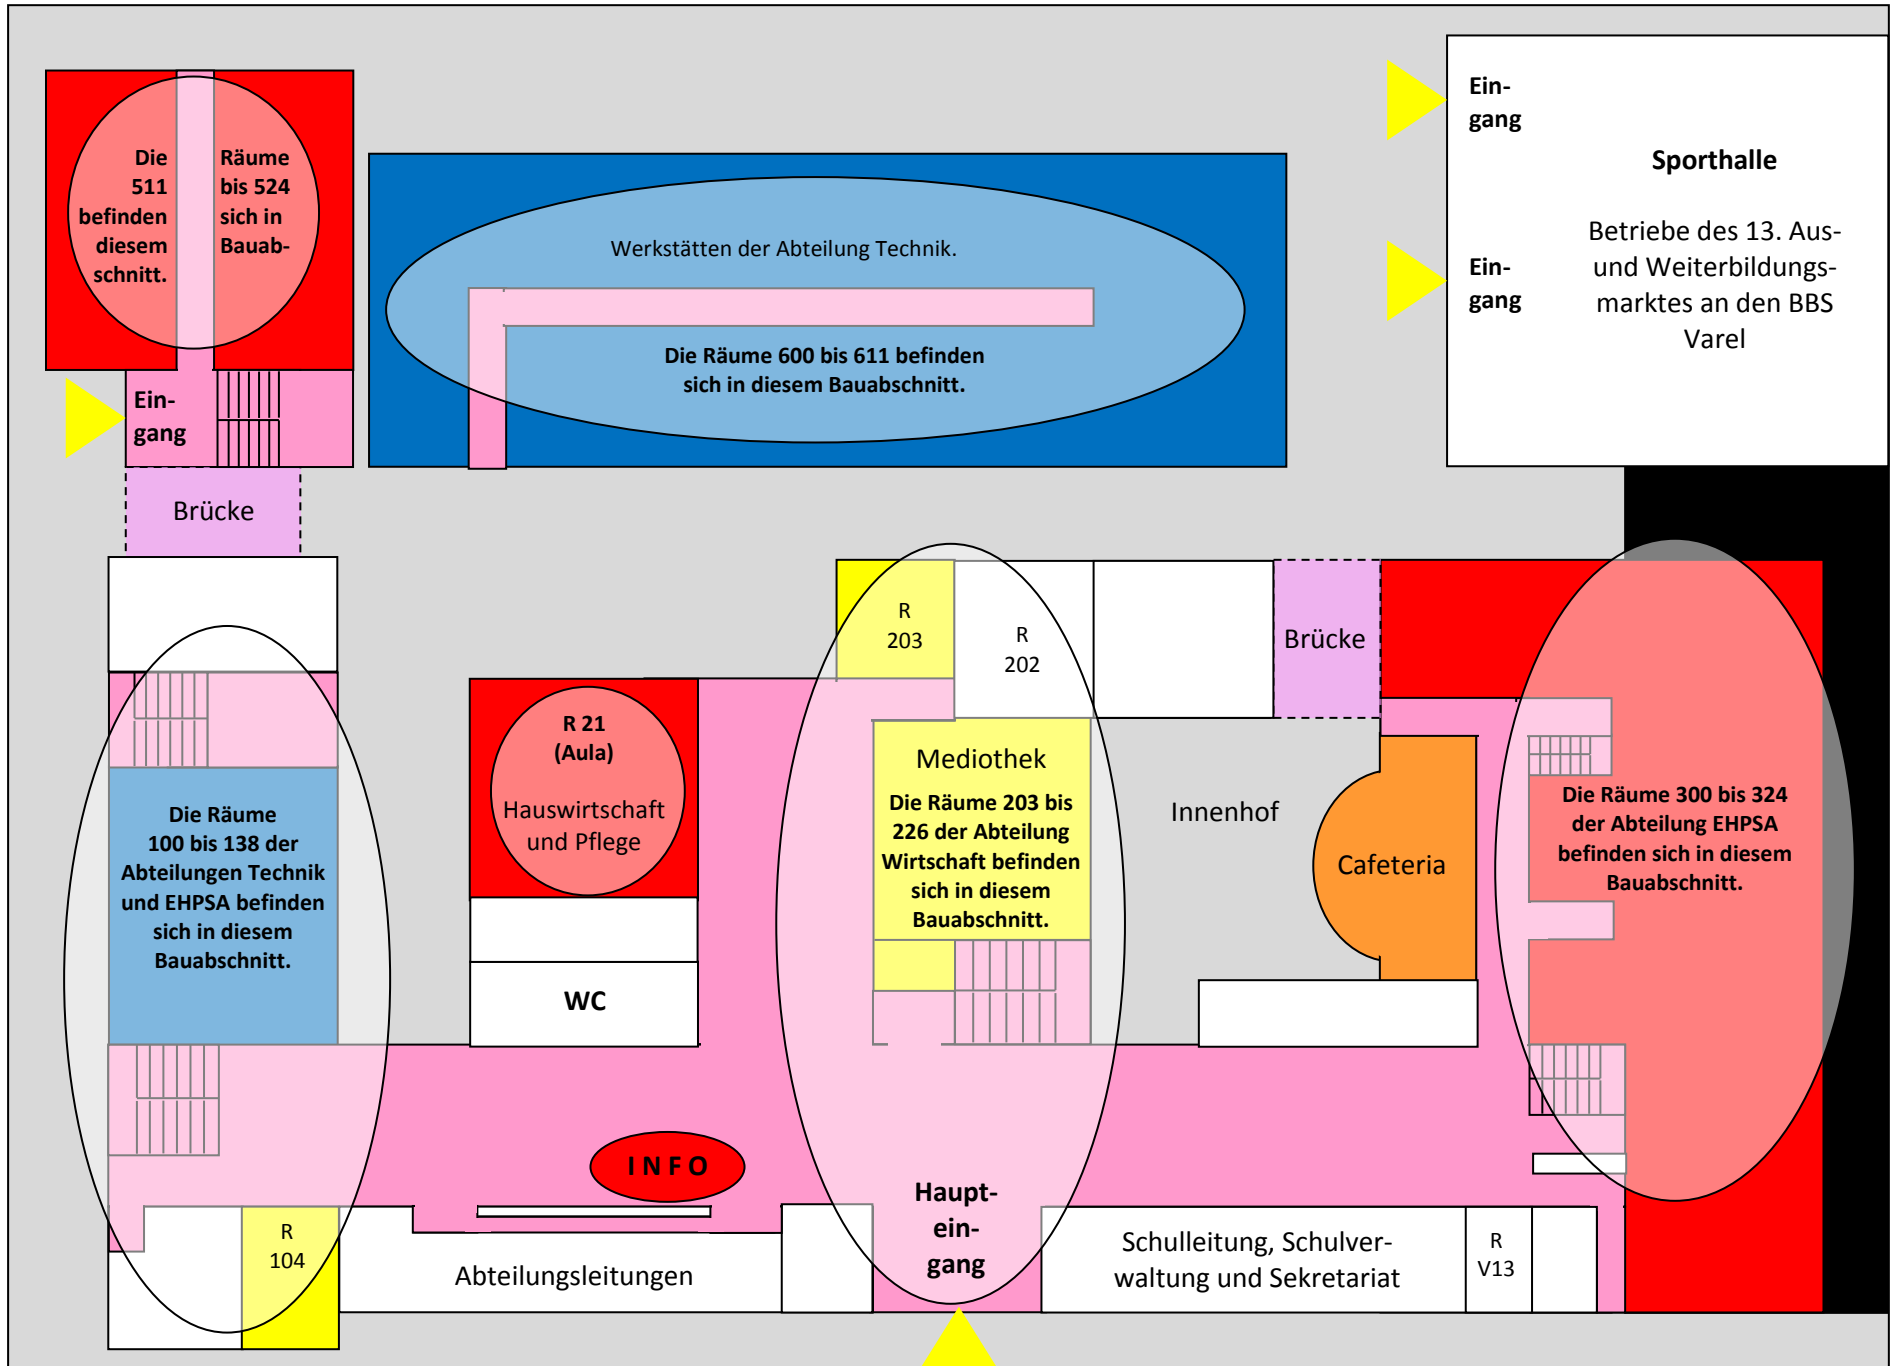 Die Räume
511 bis 524
befinden sich in
diesem Bauab-
schnitt.
Ein-
gang
Brücke
Werkstätten der Abteilung Technik.
Die Räume 600 bis 611 befinden
sich in diesem Bauabschnitt.
Ein-
gang
Ein-
gang
Sporthalle
Betriebe des 13. Aus-
und Weiterbildungs-
marktes an den BBS
Varel
Die Räume
100 bis 138 der
Abteilungen Technik
und EHPSA befinden
sich in diesem
Bauabschnitt.
R 21
(Aula)
Hauswirtschaft
und Pflege
WC
R
203
R
202
Brücke
Mediothek
Die Räume 203 bis
226 der Abteilung
Wirtschaft befinden
sich in diesem
Bauabschnitt.
Innenhof
Cafeteria
Die Räume 300 bis 324
der Abteilung EHPSA
befinden sich in diesem
Bauabschnitt.
INFO
R
104
Abteilungsleitungen
Haupt-
ein-
gang
Schulleitung, Schulver-
waltung und Sekretariat
R
V13